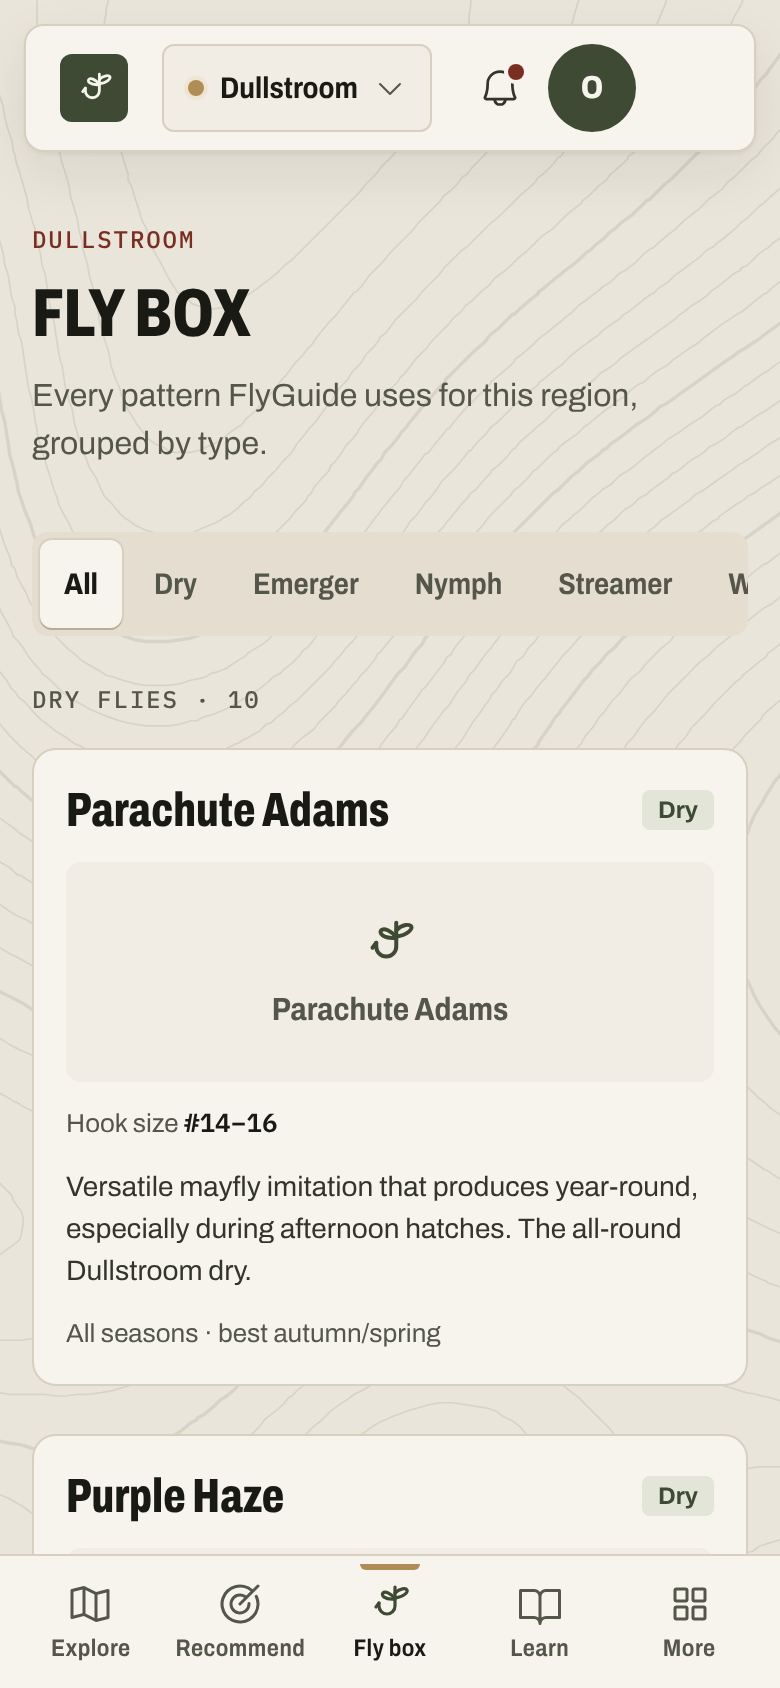 Dullstroom
O
DULLSTROOM
FLY BOX
Every pattern FlyGuide uses for this region,
grouped by type.
All Dry Emerger Nymph Streamer W
DRY FLIES · 10
Parachute Adams Dry
Parachute Adams
Hook size #14–16
Versatile mayfly imitation that produces year-round,
especially during afternoon hatches. The all-round
Dullstroom dry.
All seasons · best autumn/spring
Purple Haze Dry
Explore Recommend Fly box Learn More